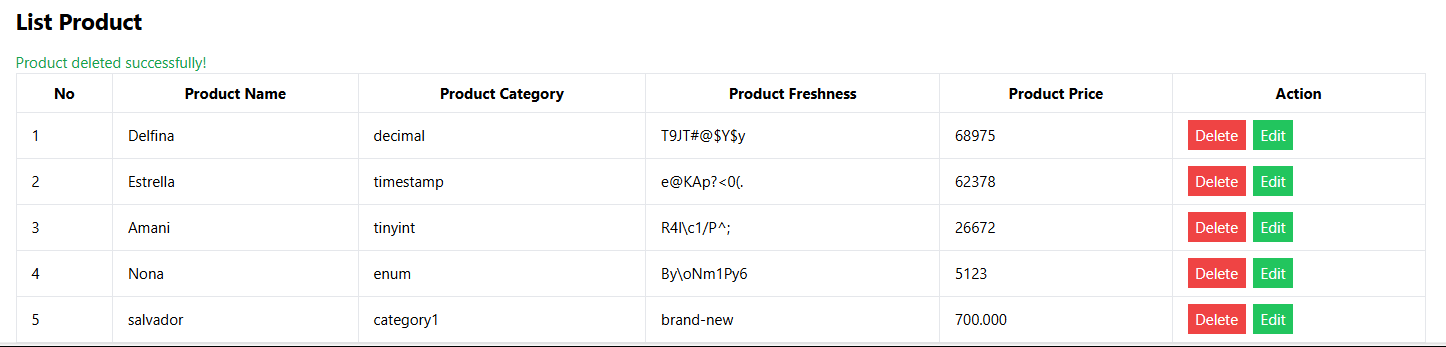 List Product
Product deleted successfully!
No Product Name Product Category Product Freshness Product Price Action
1 Delfina decimal T9JT#@$Y$y 68975 Delete Edit
2 Estrella timestamp e@KAp?<0(. 62378 Delete Edit
3 Amani tinyint R4l\c1/P^; 26672 Delete Edit
4 Nona enum By\oNm1Py6 5123 Delete Edit
5 salvador category1 brand-new 700.000 Delete Edit